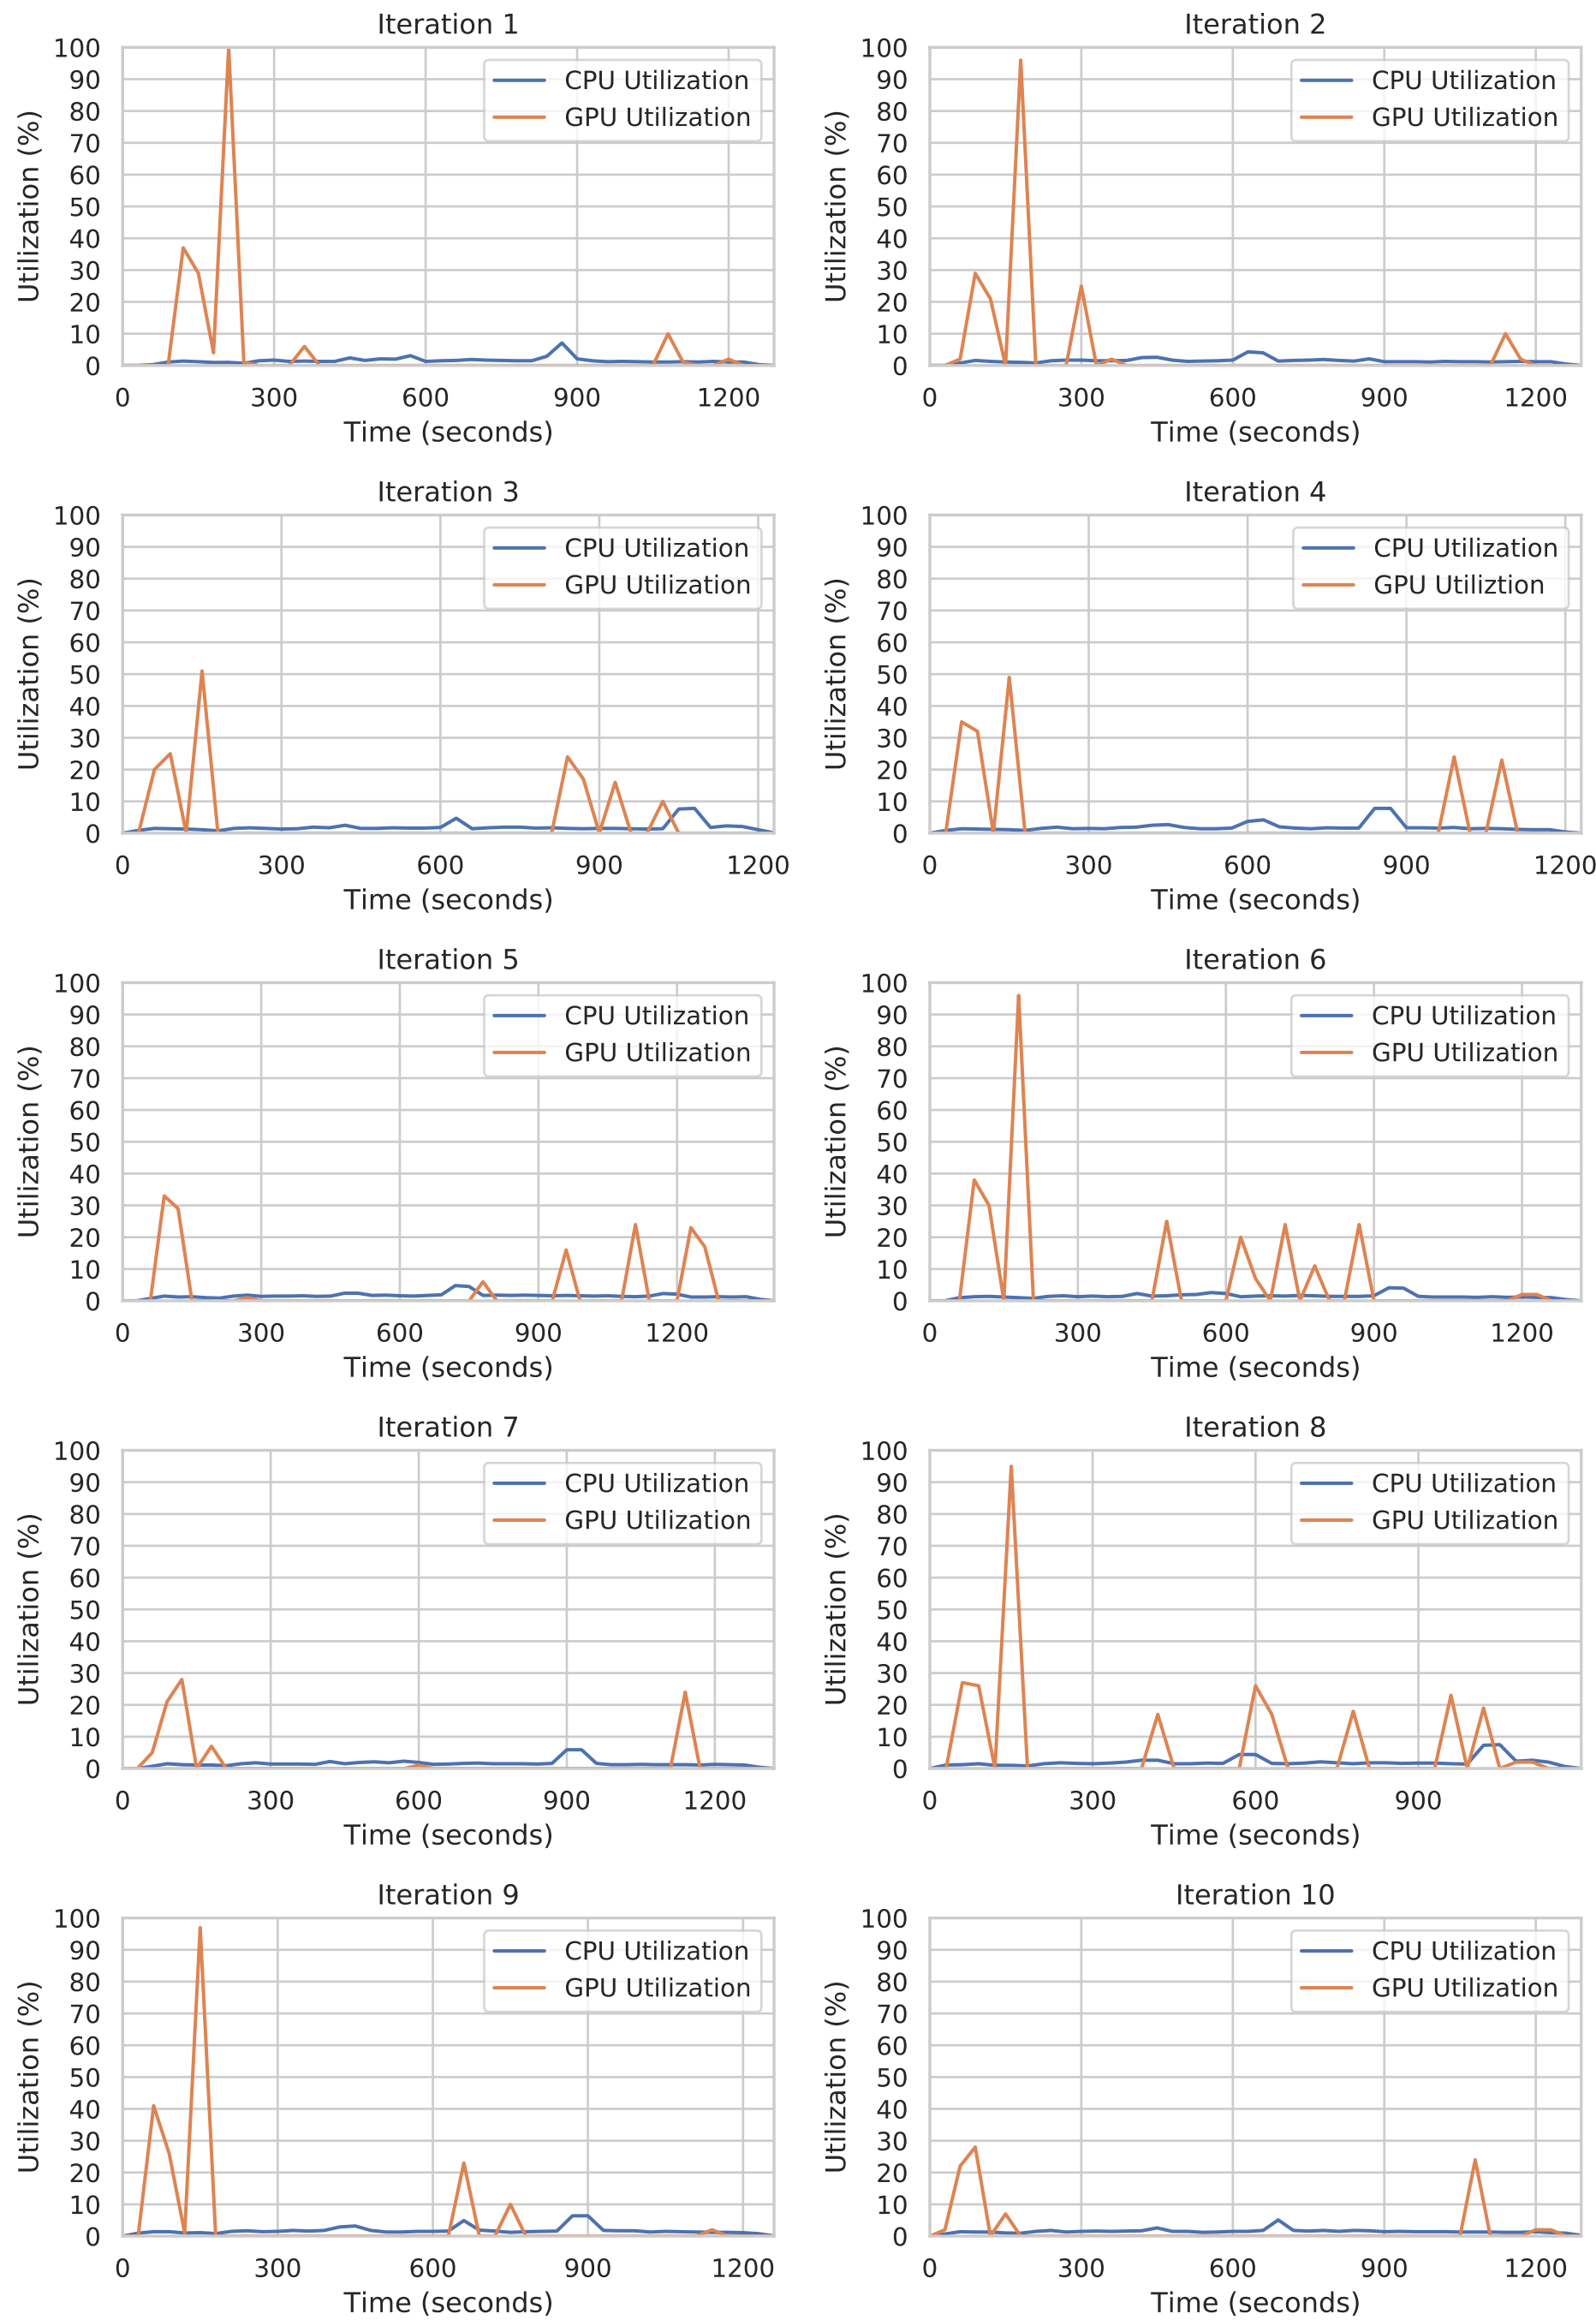 Iteration 1
100
90
80
70
60
50
40
30
20
10
0
Utilization (%)
CPU Utilization
GPU Utilization
0 300 600 900 1200
Time (seconds)
Iteration 2
100
90
80
70
60
50
40
30
20
10
0
Utilization (%)
CPU Utilization
GPU Utilization
0 300 600 900 1200
Time (seconds)
Iteration 3
100
90
80
70
60
50
40
30
20
10
0
Utilization (%)
CPU Utilization
GPU Utilization
0 300 600 900 1200
Time (seconds)
Iteration 4
100
90
80
70
60
50
40
30
20
10
0
Utilization (%)
CPU Utilization
GPU Utiliztion
0 300 600 900 1200
Time (seconds)
Iteration 5
100
90
80
70
60
50
40
30
20
10
0
Utilization (%)
CPU Utilization
GPU Utilization
0 300 600 900 1200
Time (seconds)
Iteration 6
100
90
80
70
60
50
40
30
20
10
0
Utilization (%)
CPU Utilization
GPU Utilization
0 300 600 900 1200
Time (seconds)
Iteration 7
100
90
80
70
60
50
40
30
20
10
0
Utilization (%)
CPU Utilization
GPU Utilization
0 300 600 900 1200
Time (seconds)
Iteration 8
100
90
80
70
60
50
40
30
20
10
0
Utilization (%)
CPU Utilization
GPU Utilization
0 300 600 900
Time (seconds)
Iteration 9
100
90
80
70
60
50
40
30
20
10
0
Utilization (%)
CPU Utilization
GPU Utilization
0 300 600 900 1200
Time (seconds)
Iteration 10
100
90
80
70
60
50
40
30
20
10
0
Utilization (%)
CPU Utilization
GPU Utilization
0 300 600 900 1200
Time (seconds)